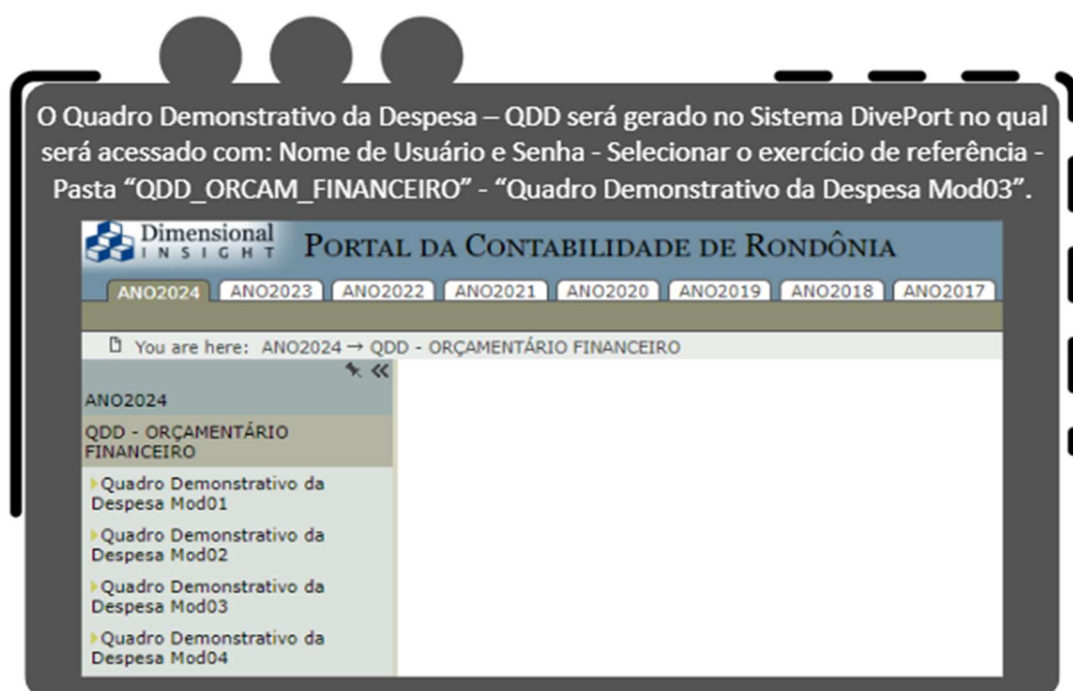 O Quadro Demonstrativo da Despesa – QDD será gerado no Sistema DivePort no qual
será acessado com: Nome de Usuário e Senha - Selecionar o exercício de referência -
Pasta “QDD_ORCAM_FINANCEIRO” - “Quadro Demonstrativo da Despesa Mod03”.
Dimensional
INSIGHT
PORTAL DA CONTABILIDADE DE RONDÔNIA
ANO2024 ANO2023 ANO2022 ANO2021 ANO2020 ANO2019 ANO2018 ANO2017
You are here: ANO2024 → QDD - ORÇAMENTÁRIO FINANCEIRO
ANO2024
QDD - ORÇAMENTÁRIO
FINANCEIRO
Quadro Demonstrativo da
Despesa Mod01
Quadro Demonstrativo da
Despesa Mod02
Quadro Demonstrativo da
Despesa Mod03
Quadro Demonstrativo da
Despesa Mod04